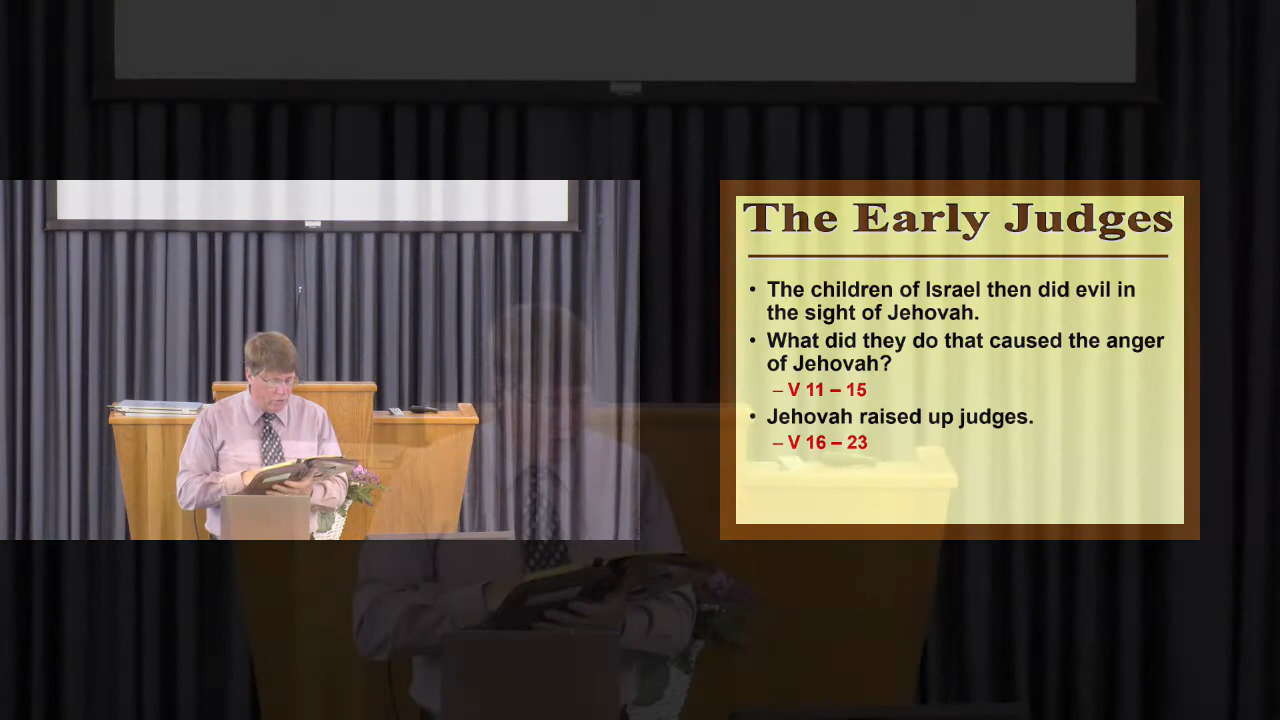 The Early Judges
• The children of Israel then did evil in
the sight of Jehovah.
• What did they do that caused the anger
of Jehovah?
– V 11 – 15
• Jehovah raised up judges.
– V 16 – 23